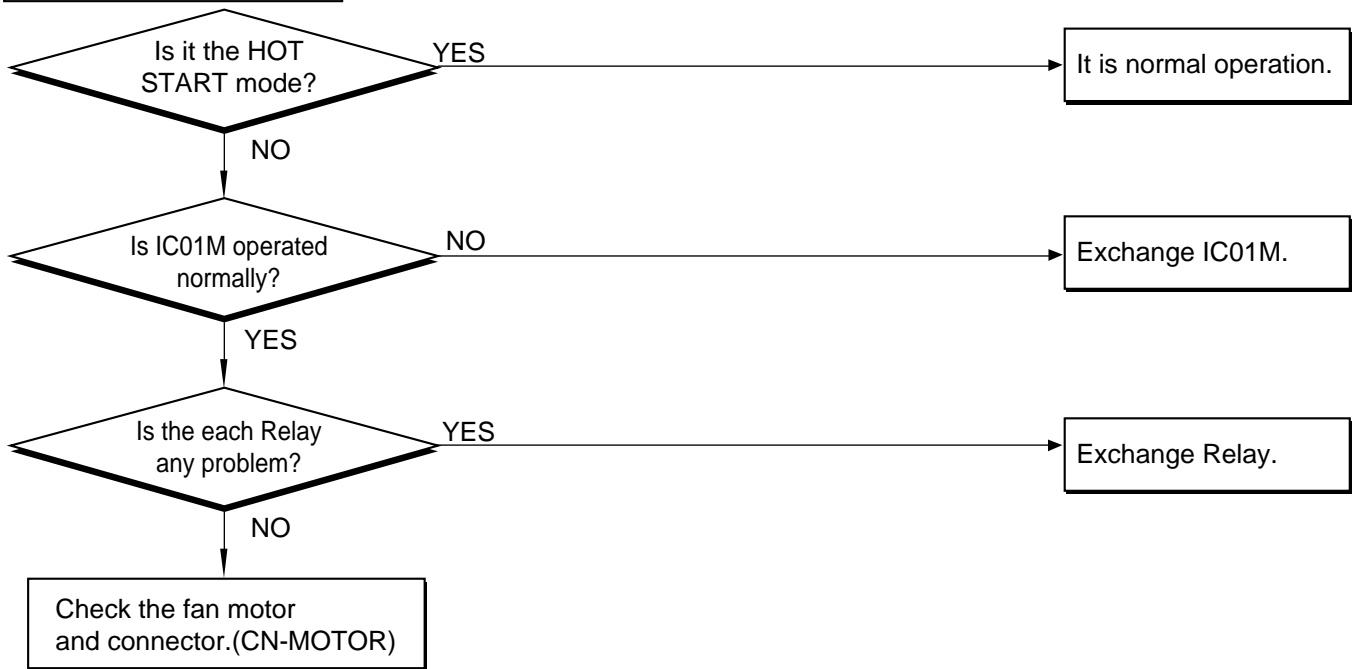 Is it the HOT
START mode?
YES
It is normal operation.
NO
Is IC01M operated
normally?
NO
Exchange IC01M.
YES
Is the each Relay
any problem?
YES
Exchange Relay.
NO
Check the fan motor
and connector.(CN-MOTOR)